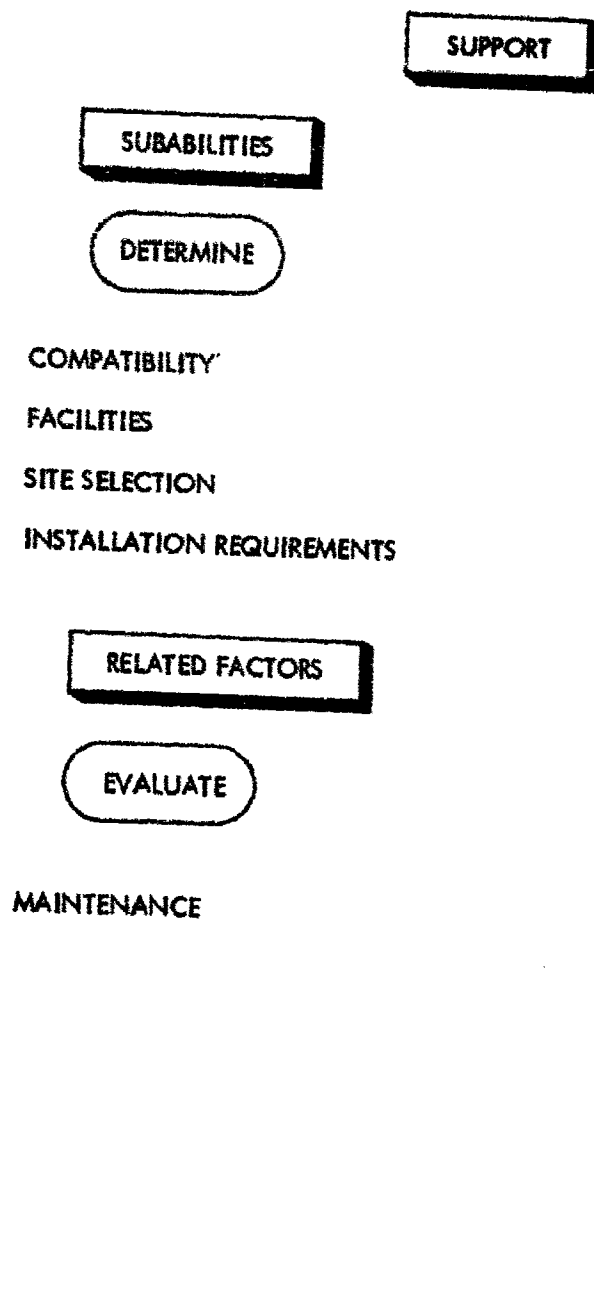 SUPPORT
SUBABILITIES
DETERMINE
COMPATIBILITY
FACILITIES
SITE SELECTION
INSTALLATION REQUIREMENTS
RELATED FACTORS
EVALUATE
MAINTENANCE